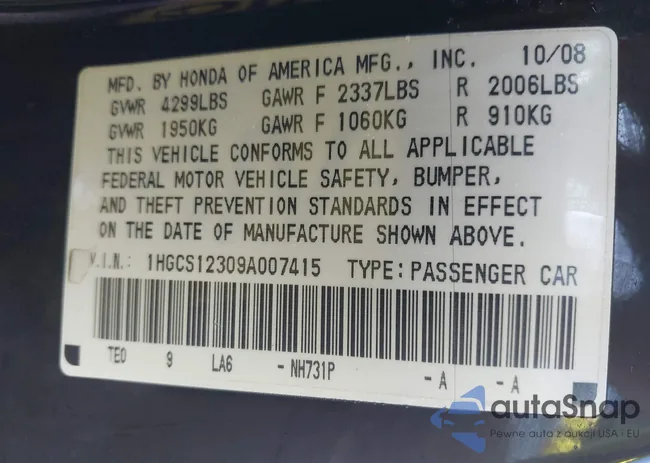 MFD. BY HONDA OF AMERICA MFG., INC. 10/08
GVWR 4299LBS GAWR F 2337LBS R 2006LBS
GVWR 1950KG GAWR F 1060KG R 910KG
THIS VEHICLE CONFORMS TO ALL APPLICABLE
FEDERAL MOTOR VEHICLE SAFETY, BUMPER,
AND THEFT PREVENTION STANDARDS IN EFFECT
ON THE DATE OF MANUFACTURE SHOWN ABOVE.
V.I.N.: 1HGCS12309A007415 TYPE: PASSENGER CAR
TE0 9 LA6 -NH731P -A -A
autaSnap
Pewne auta z aukcji USA i EU